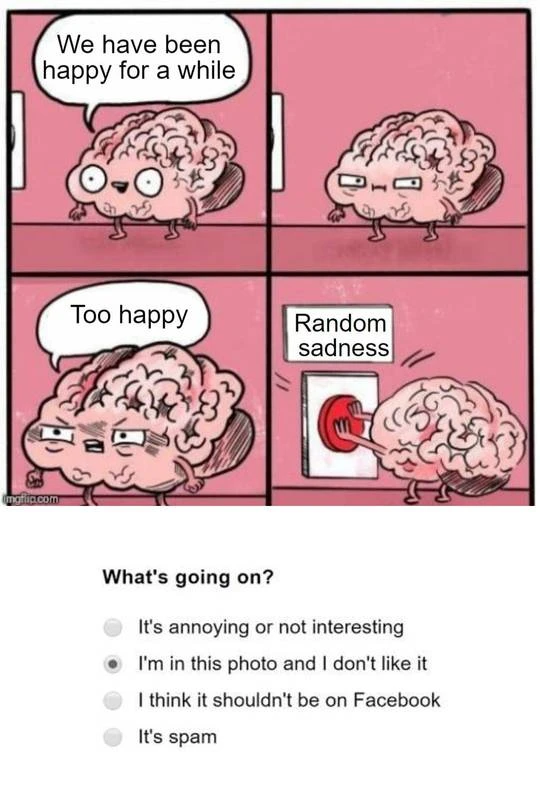 We have been
happy for a while
Too happy
Random
sadness
imgflip.com
What's going on?
It's annoying or not interesting
I'm in this photo and I don't like it
I think it shouldn't be on Facebook
It's spam